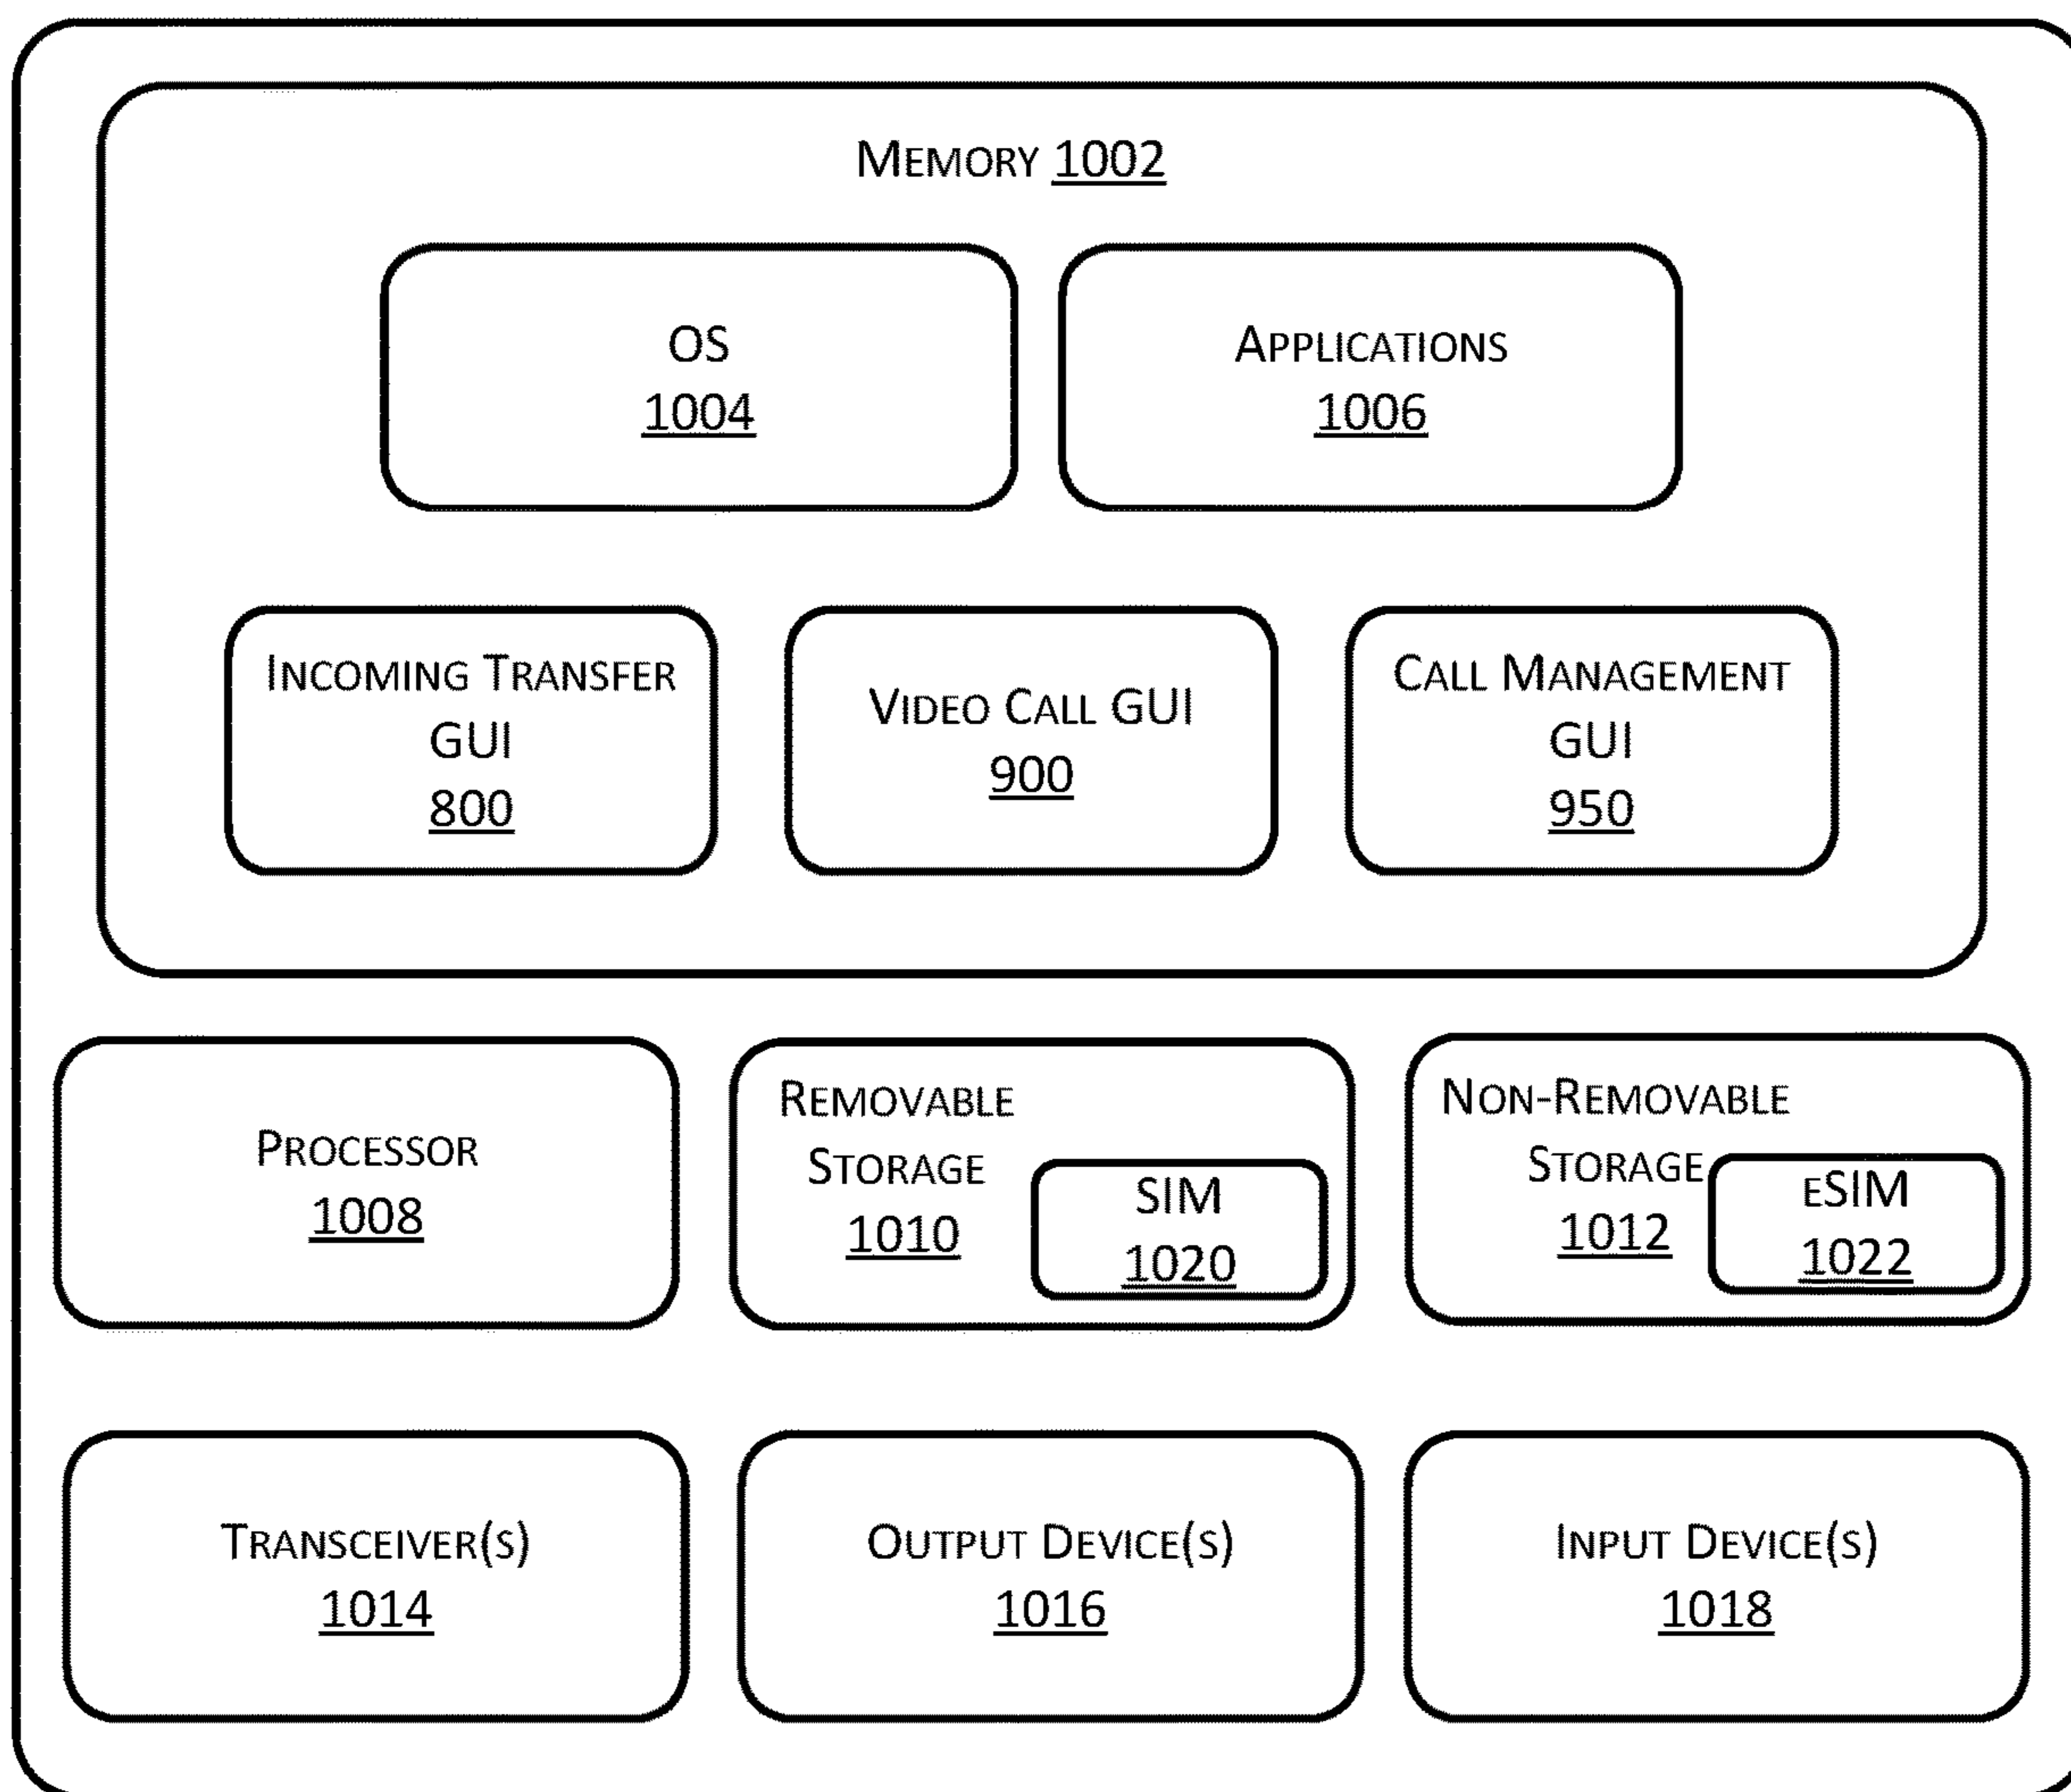 MEMORY 1002
OS
1004
APPLICATIONS
1006
INCOMING TRANSFER
GUI
800
VIDEO CALL GUI
900
CALL MANAGEMENT
GUI
950
PROCESSOR
1008
REMOVABLE
STORAGE
1010
SIM
1020
NON-REMOVABLE
STORAGE
1012
ESIM
1022
TRANSCEIVER(S)
1014
OUTPUT DEVICE(S)
1016
INPUT DEVICE(S)
1018